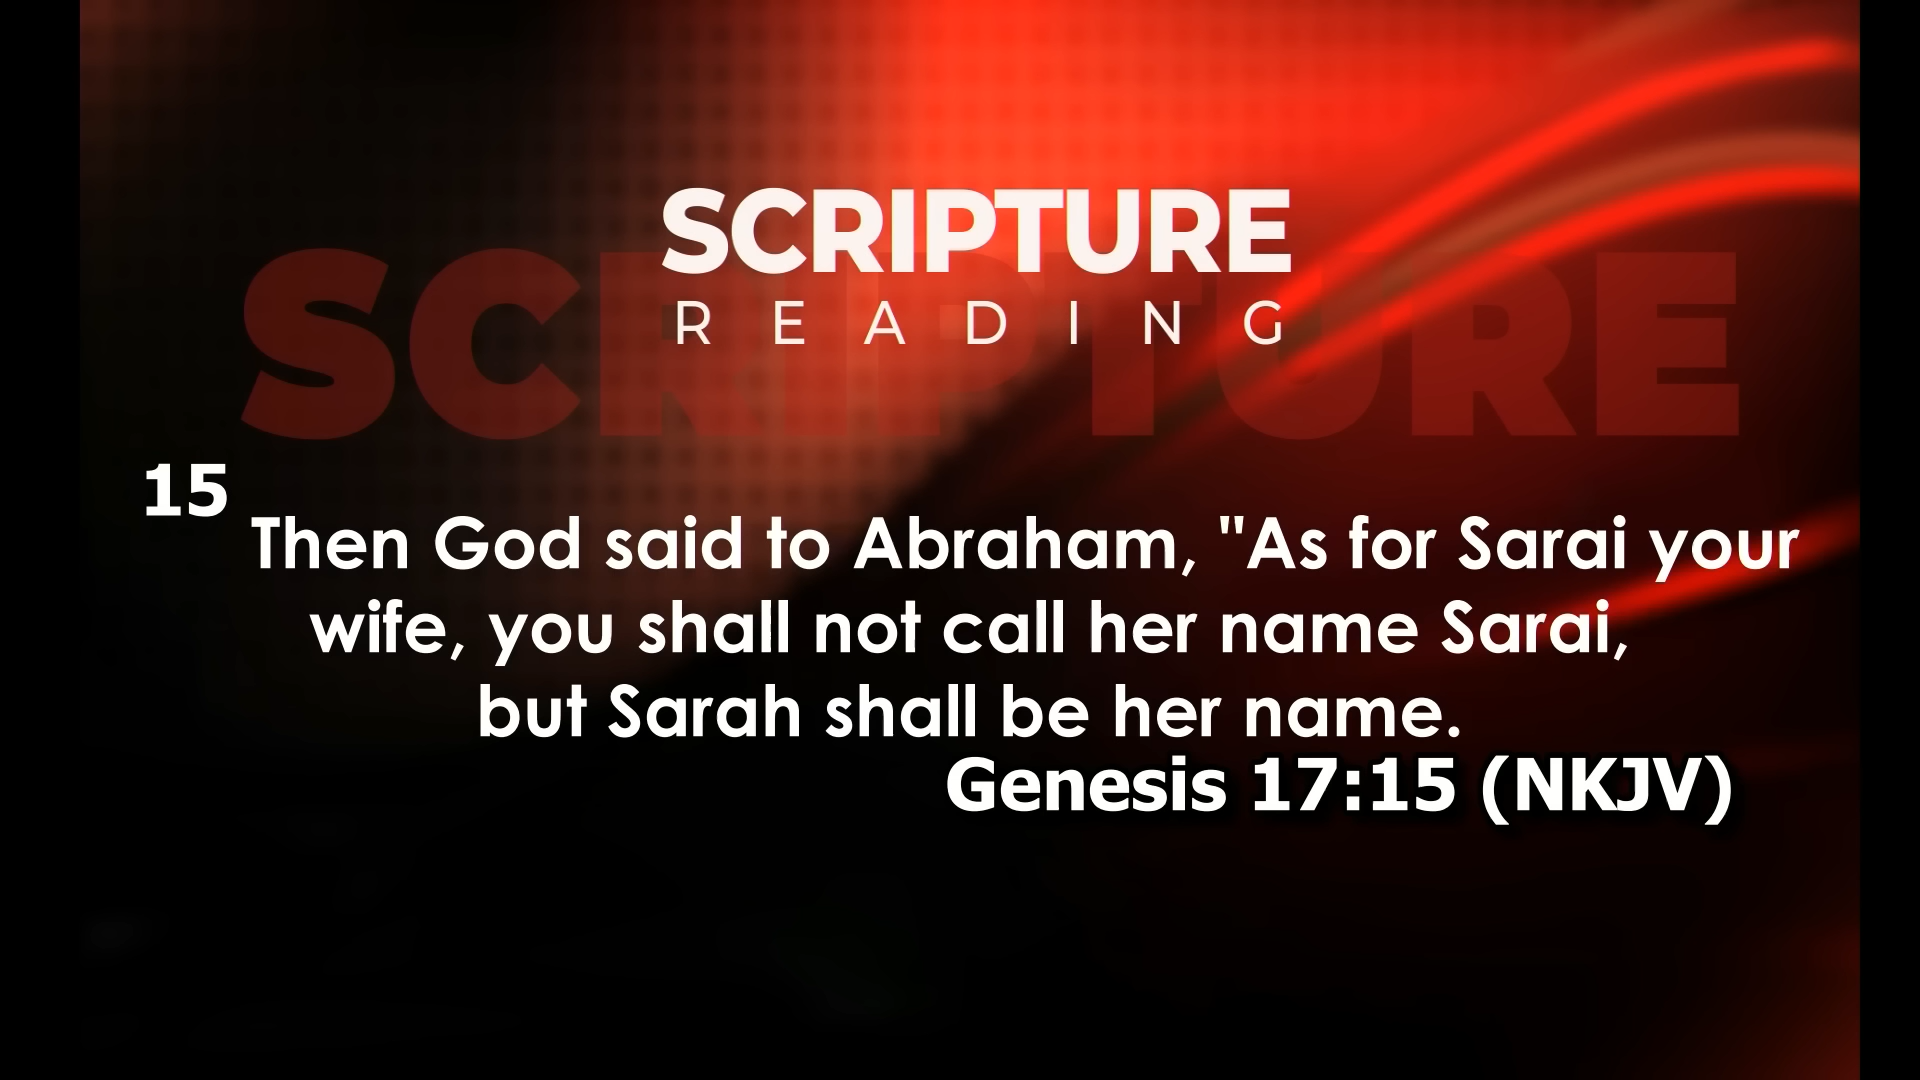 SCRIPTURE
READING
SCRIPTURE
15
Then God said to Abraham, "As for Sarai your
wife, you shall not call her name Sarai,
but Sarah shall be her name.
Genesis 17:15 (NKJV)